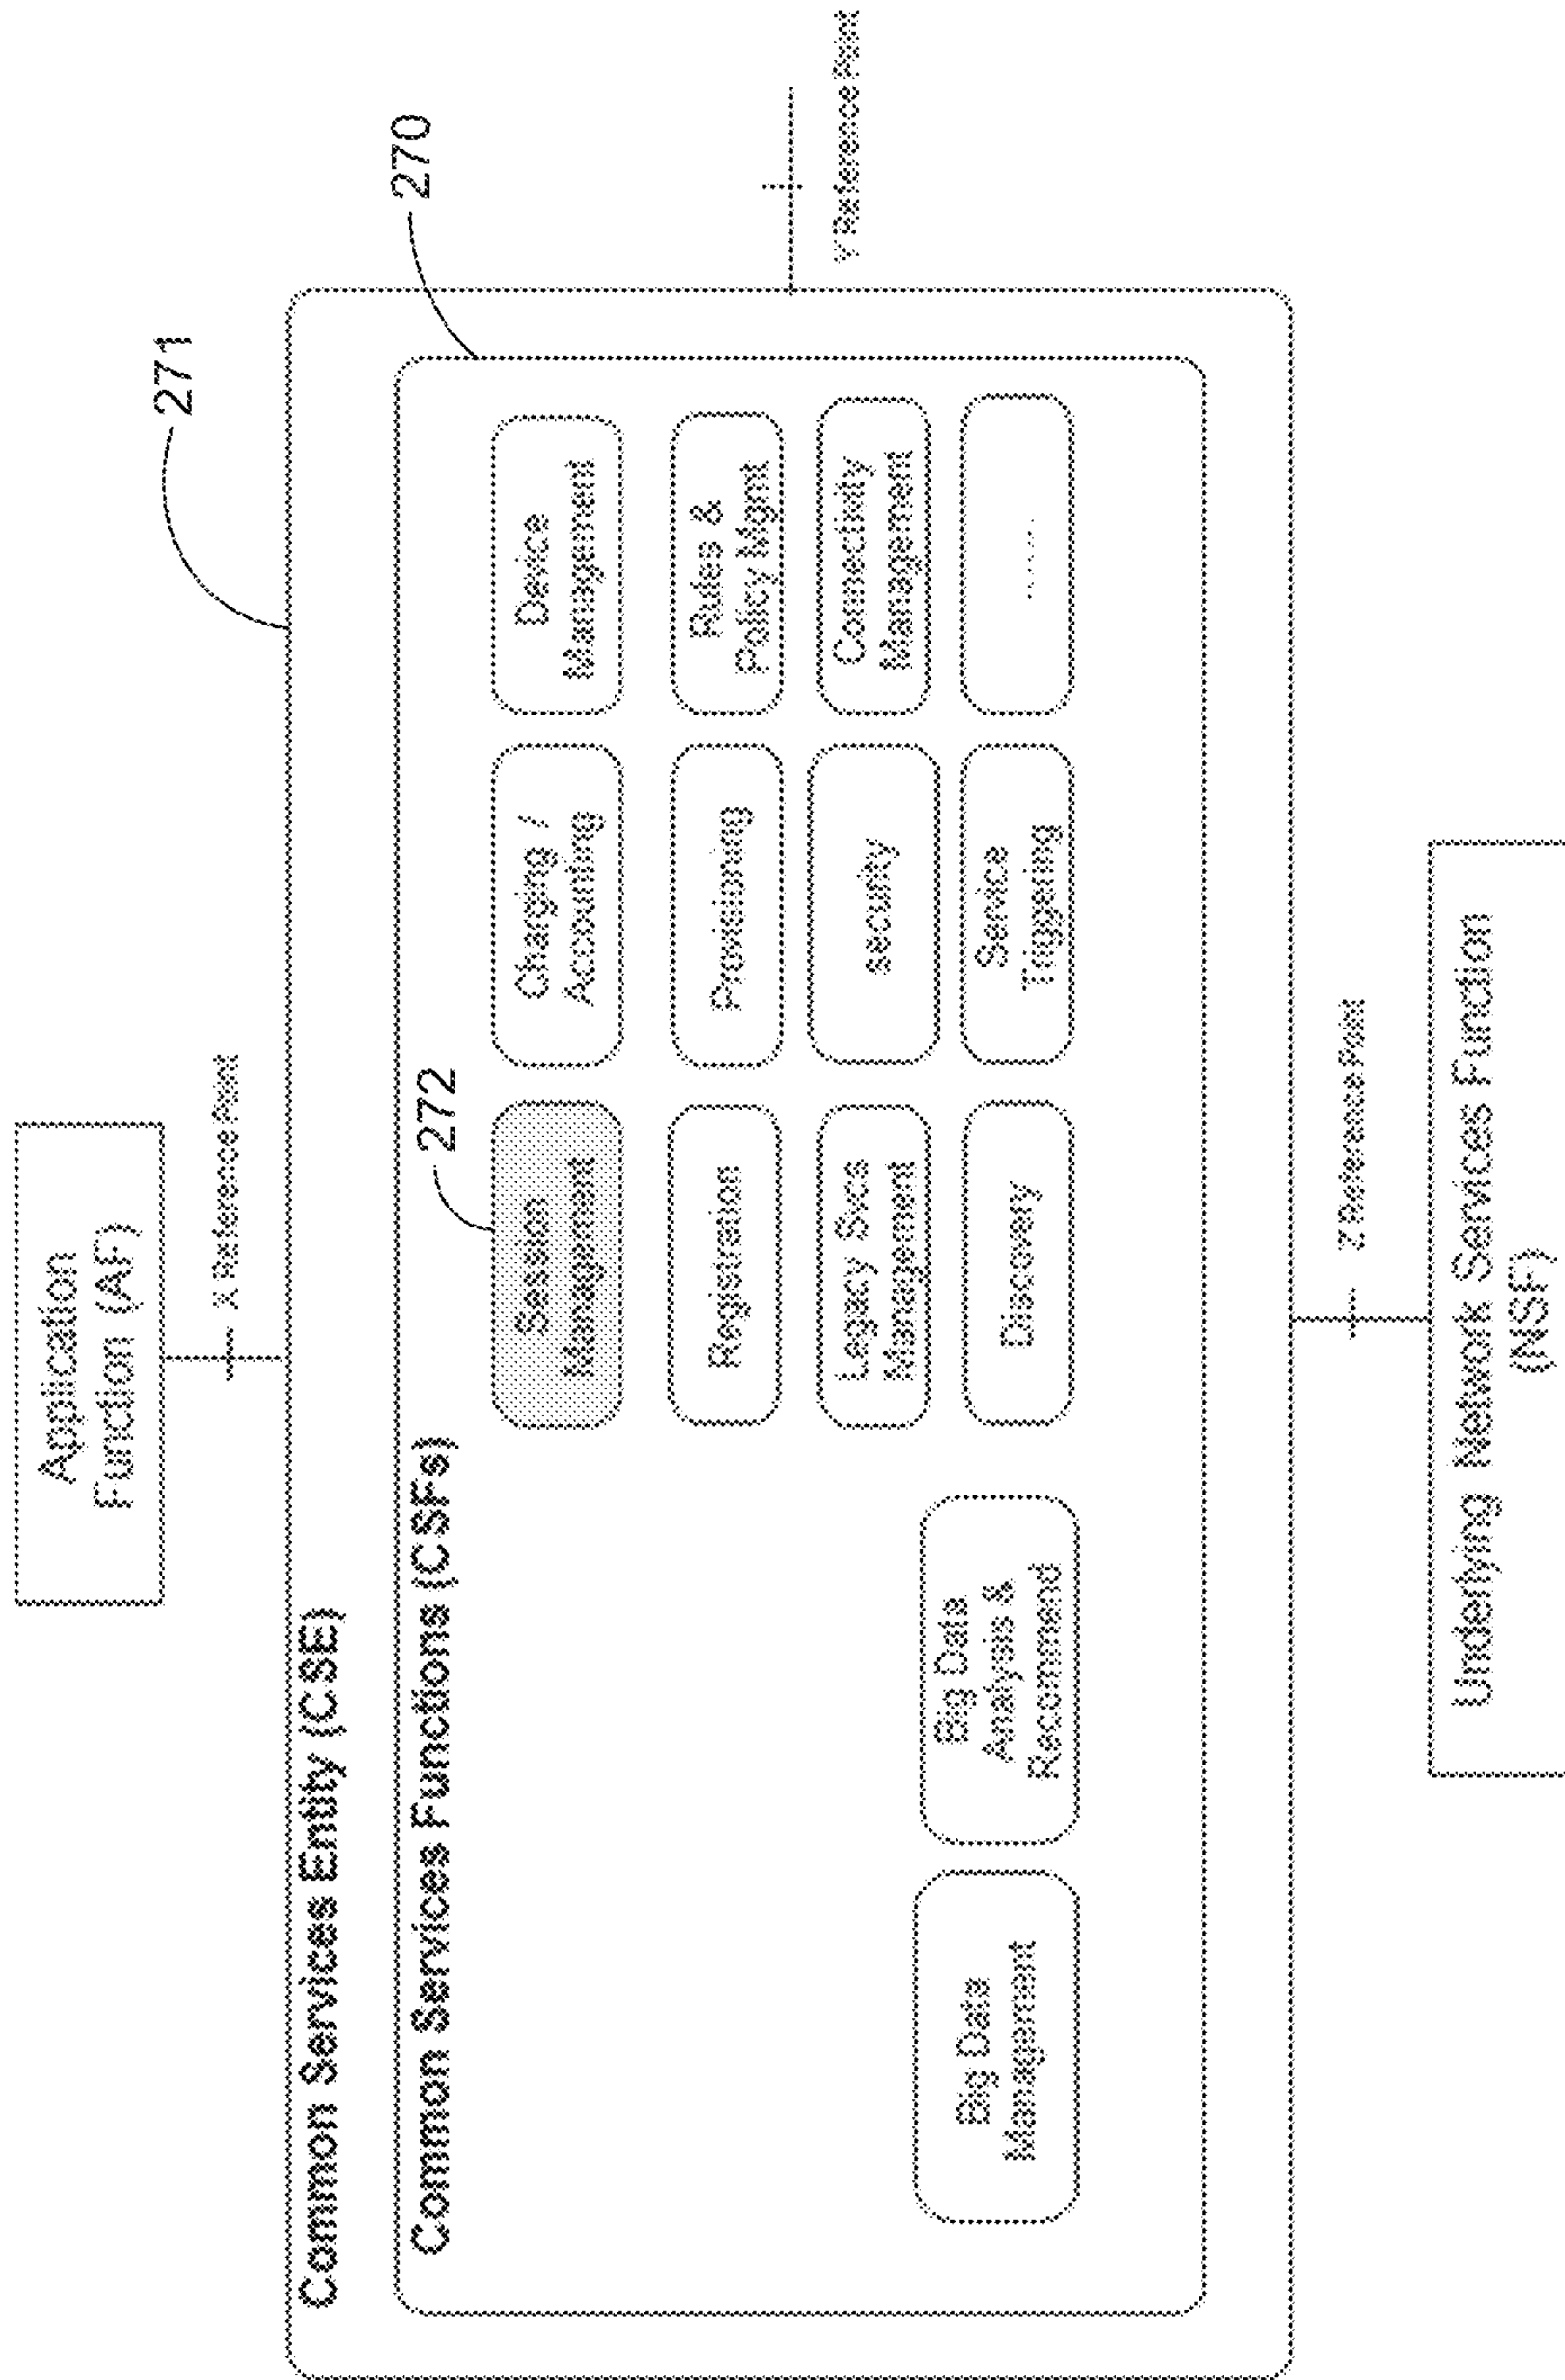 Application
Function (AF)
X Reference Point
271
Common Services Entity (CSE)
270
Common Services Functions (CSFs)
272
Session
Management
Charging /
Accounting
Device
Management
Registration
Provisioning
Rules &
Policy Mgmt
Y Reference Point
Legacy Svcs
Management
security
Connectivity
Management
Big Data
Management
Big Data
Analysis &
Recommend
Discovery
Service
Triggering
......
Z Reference Point
Underlying Network Services Function
(NSF)